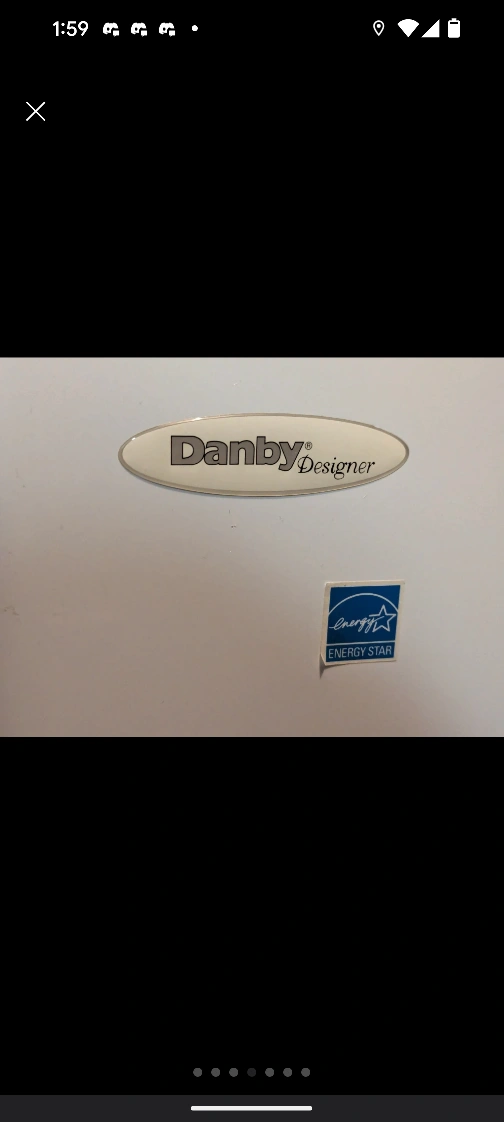 1:59
Danby® Designer
energy
ENERGY STAR